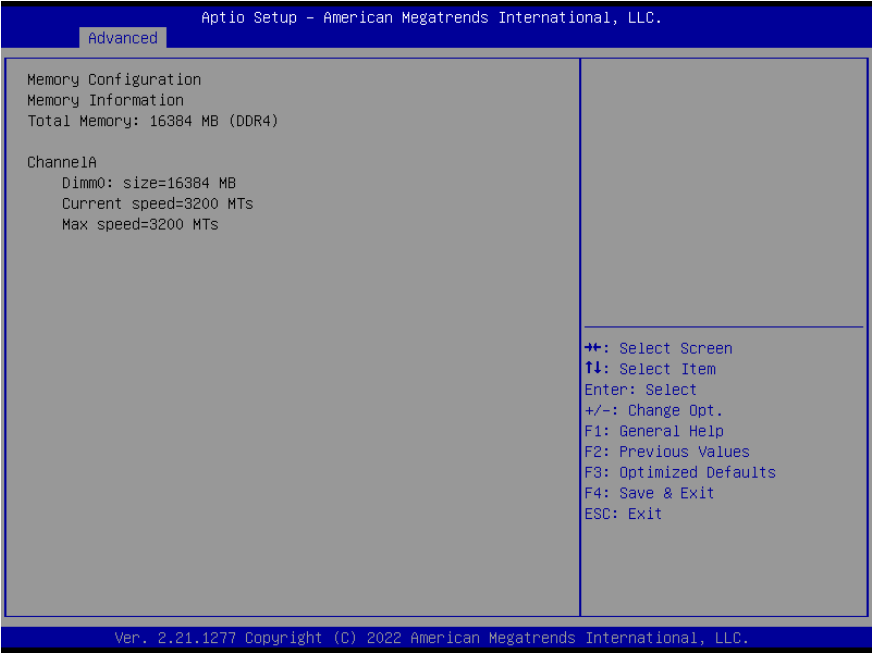 Aptio Setup – American Megatrends International, LLC.
Advanced
Memory Configuration
Memory Information
Total Memory: 16384 MB (DDR4)
ChannelA
Dimm0: size=16384 MB
Current speed=3200 MTs
Max speed=3200 MTs
→←: Select Screen
↑↓: Select Item
Enter: Select
+/-: Change Opt.
F1: General Help
F2: Previous Values
F3: Optimized Defaults
F4: Save & Exit
ESC: Exit
Ver. 2.21.1277 Copyright (C) 2022 American Megatrends International, LLC.